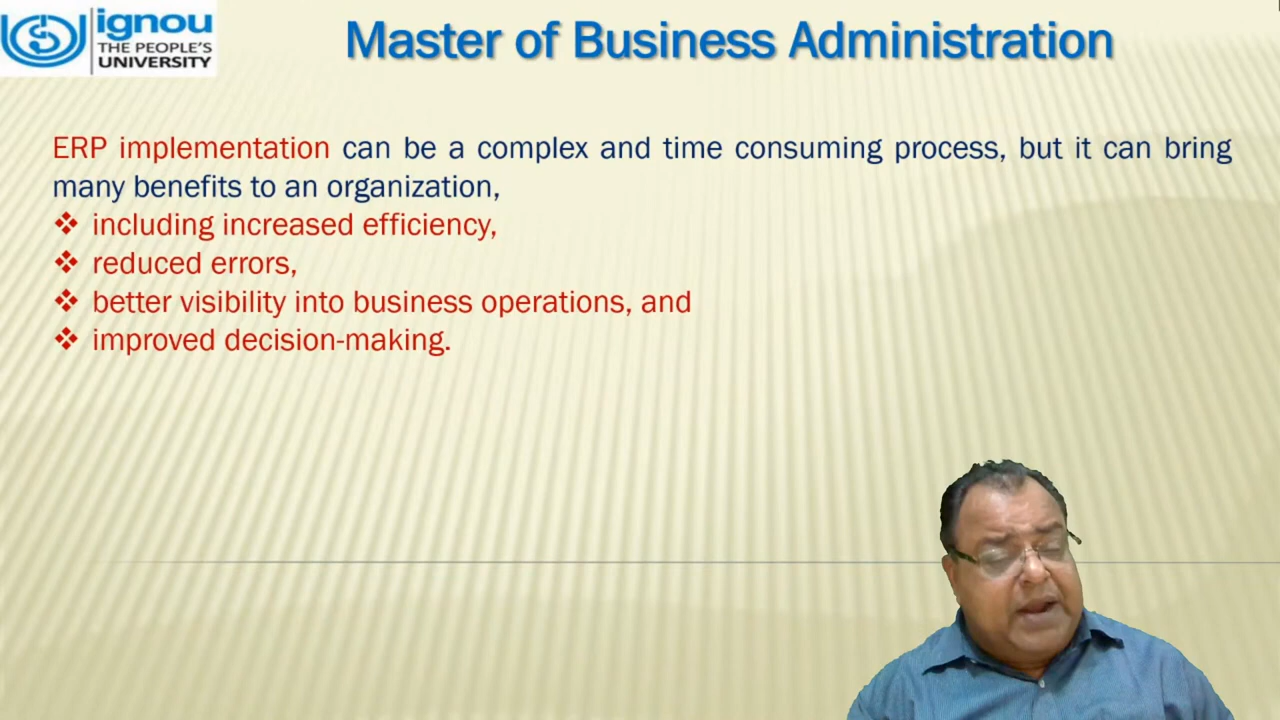 ignou
THE PEOPLE'S
UNIVERSITY
Master of Business Administration
ERP implementation can be a complex and time consuming process, but it can bring
many benefits to an organization,
❖ including increased efficiency,
❖ reduced errors,
❖ better visibility into business operations, and
❖ improved decision-making.